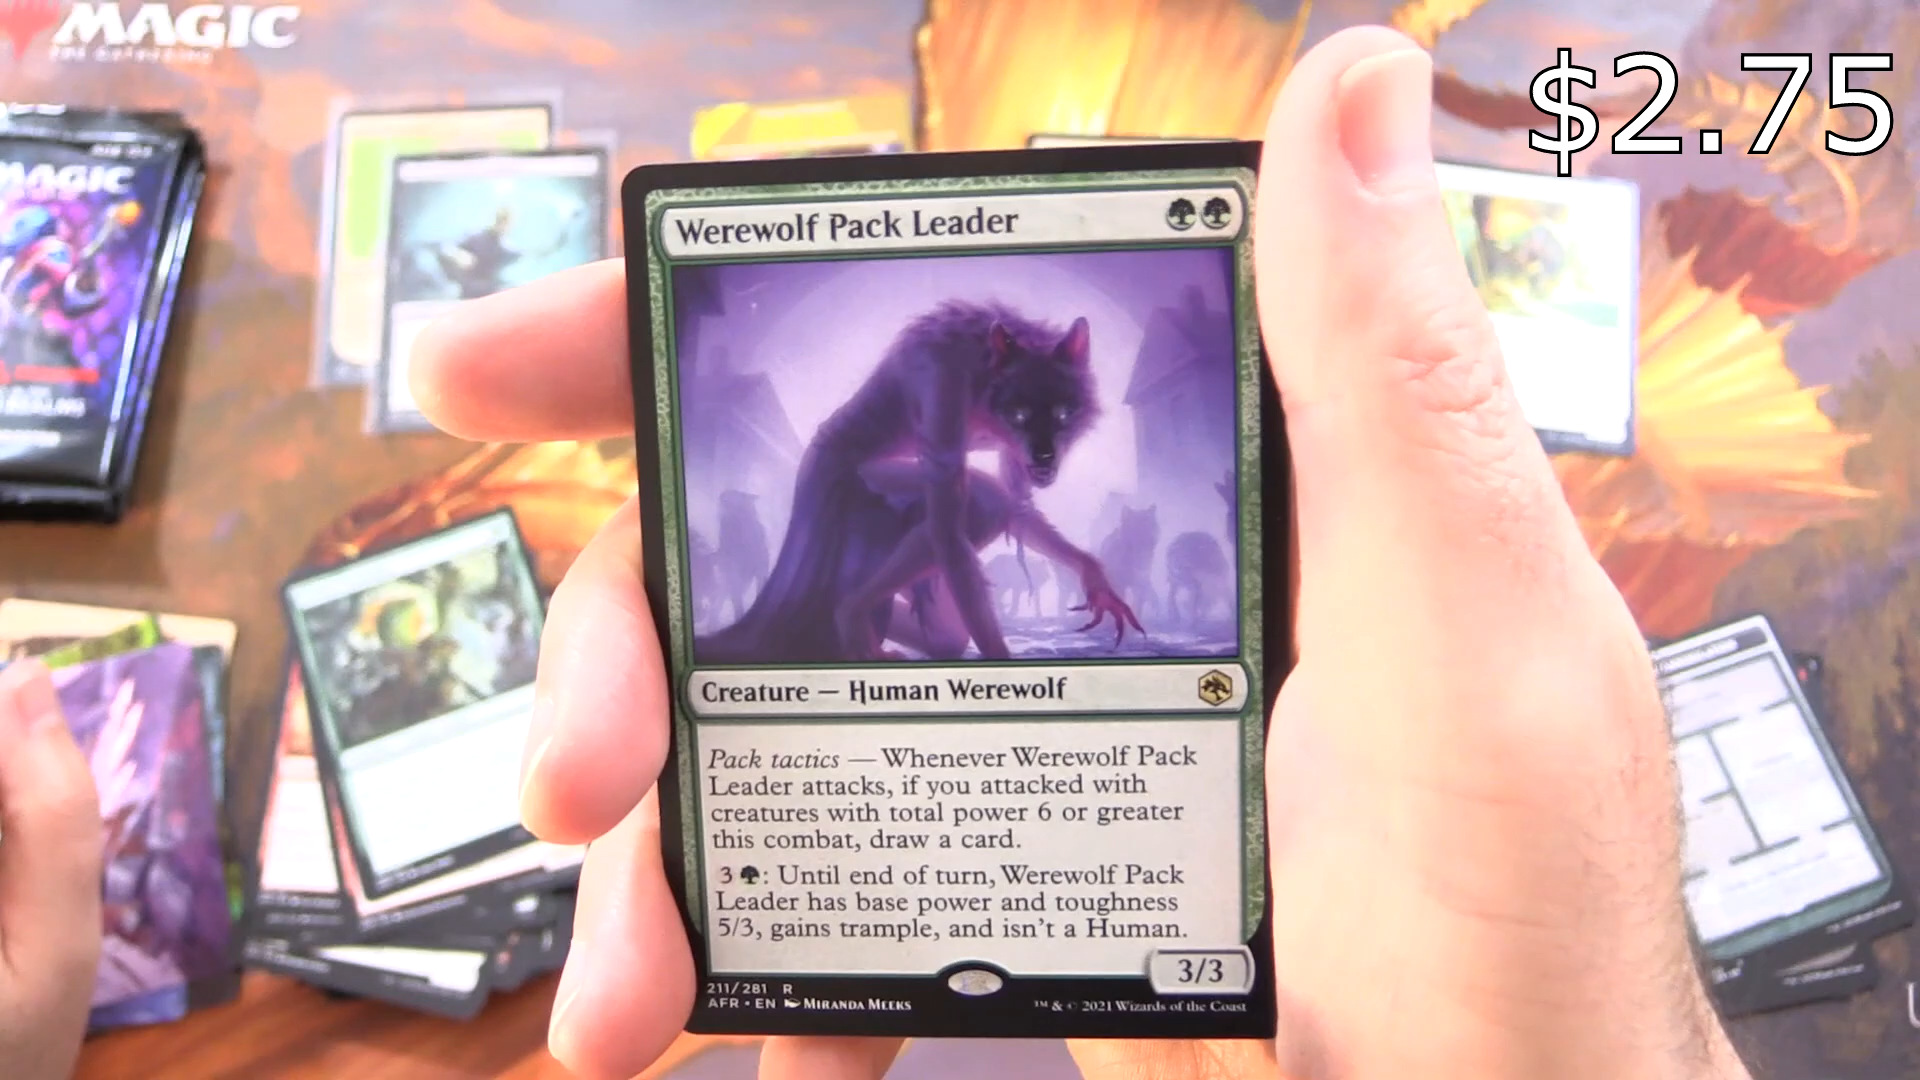 MAGIC
THE GATHERING
$2.75
MAGIC
REALMS
Werewolf Pack Leader
Creature — Human Werewolf
Pack tactics — Whenever Werewolf Pack
Leader attacks, if you attacked with
creatures with total power 6 or greater
this combat, draw a card.
3 : Until end of turn, Werewolf Pack
Leader has base power and toughness
5/3, gains trample, and isn't a Human.
3/3
211/281 R
AFR • EN MIRANDA MEEKS
™ & © 2021 Wizards of the Coast